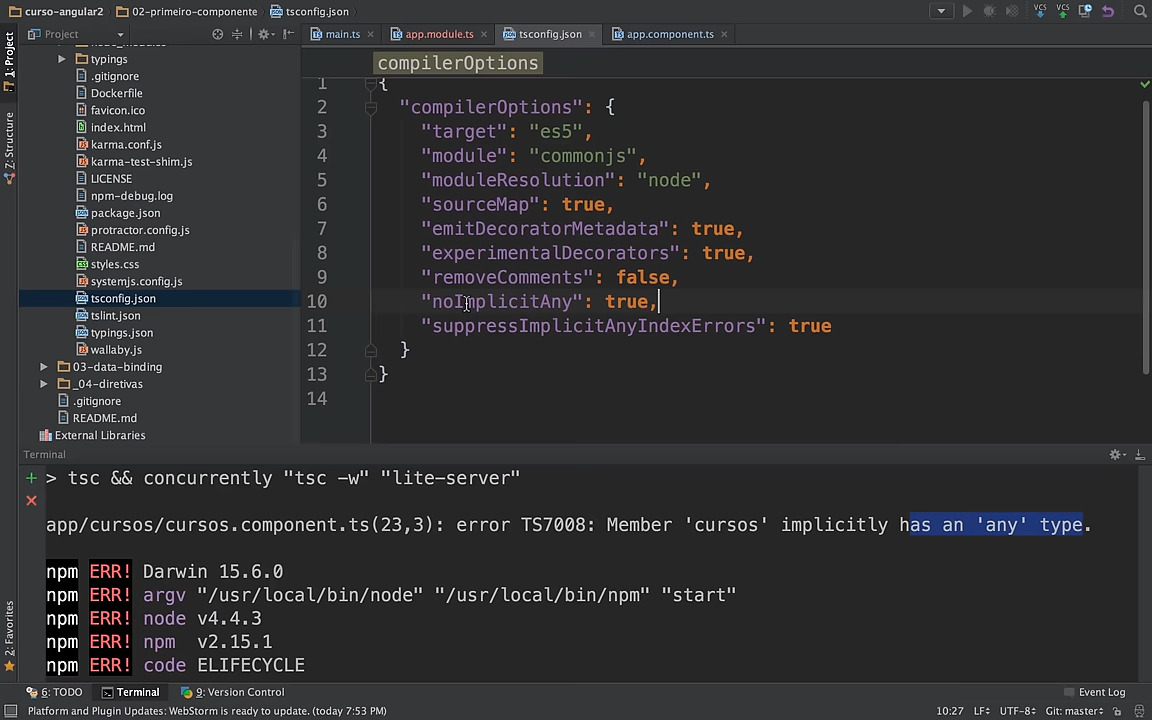 curso-angular2 02-primeiro-componente tsconfig.json
1: Project
7: Structure
2: Favorites
Project
typings
.gitignore
Dockerfile
favicon.ico
index.html
karma.conf.js
karma-test-shim.js
LICENSE
npm-debug.log
package.json
protractor.config.js
README.md
styles.css
systemjs.config.js
tsconfig.json
tslint.json
typings.json
wallaby.js
03-data-binding
_04-diretivas
.gitignore
README.md
External Libraries
main.ts app.module.ts tsconfig.json app.component.ts
compilerOptions
1 {
2 "compilerOptions": {
3 "target": "es5",
4 "module": "commonjs",
5 "moduleResolution": "node",
6 "sourceMap": true,
7 "emitDecoratorMetadata": true,
8 "experimentalDecorators": true,
9 "removeComments": false,
10 "noImplicitAny": true,
11 "suppressImplicitAnyIndexErrors": true
12 }
13 }
14
Terminal
> tsc && concurrently "tsc -w" "lite-server"
app/cursos/cursos.component.ts(23,3): error TS7008: Member 'cursos' implicitly has an 'any' type.
npm ERR! Darwin 15.6.0
npm ERR! argv "/usr/local/bin/node" "/usr/local/bin/npm" "start"
npm ERR! node v4.4.3
npm ERR! npm v2.15.1
npm ERR! code ELIFECYCLE
6: TODO Terminal 9: Version Control Event Log
Platform and Plugin Updates: WebStorm is ready to update. (today 7:53 PM) 10:27 LF UTF-8 Git: master